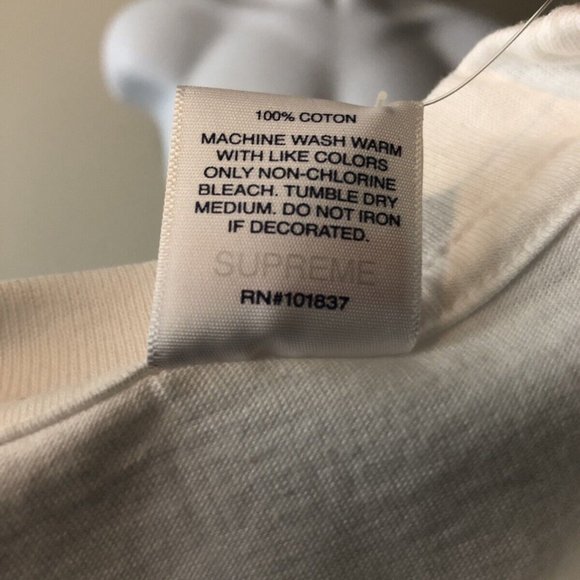 100% COTON
MACHINE WASH WARM
WITH LIKE COLORS
ONLY NON-CHLORINE
BLEACH. TUMBLE DRY
MEDIUM. DO NOT IRON
IF DECORATED.
SUPREME
RN#101837